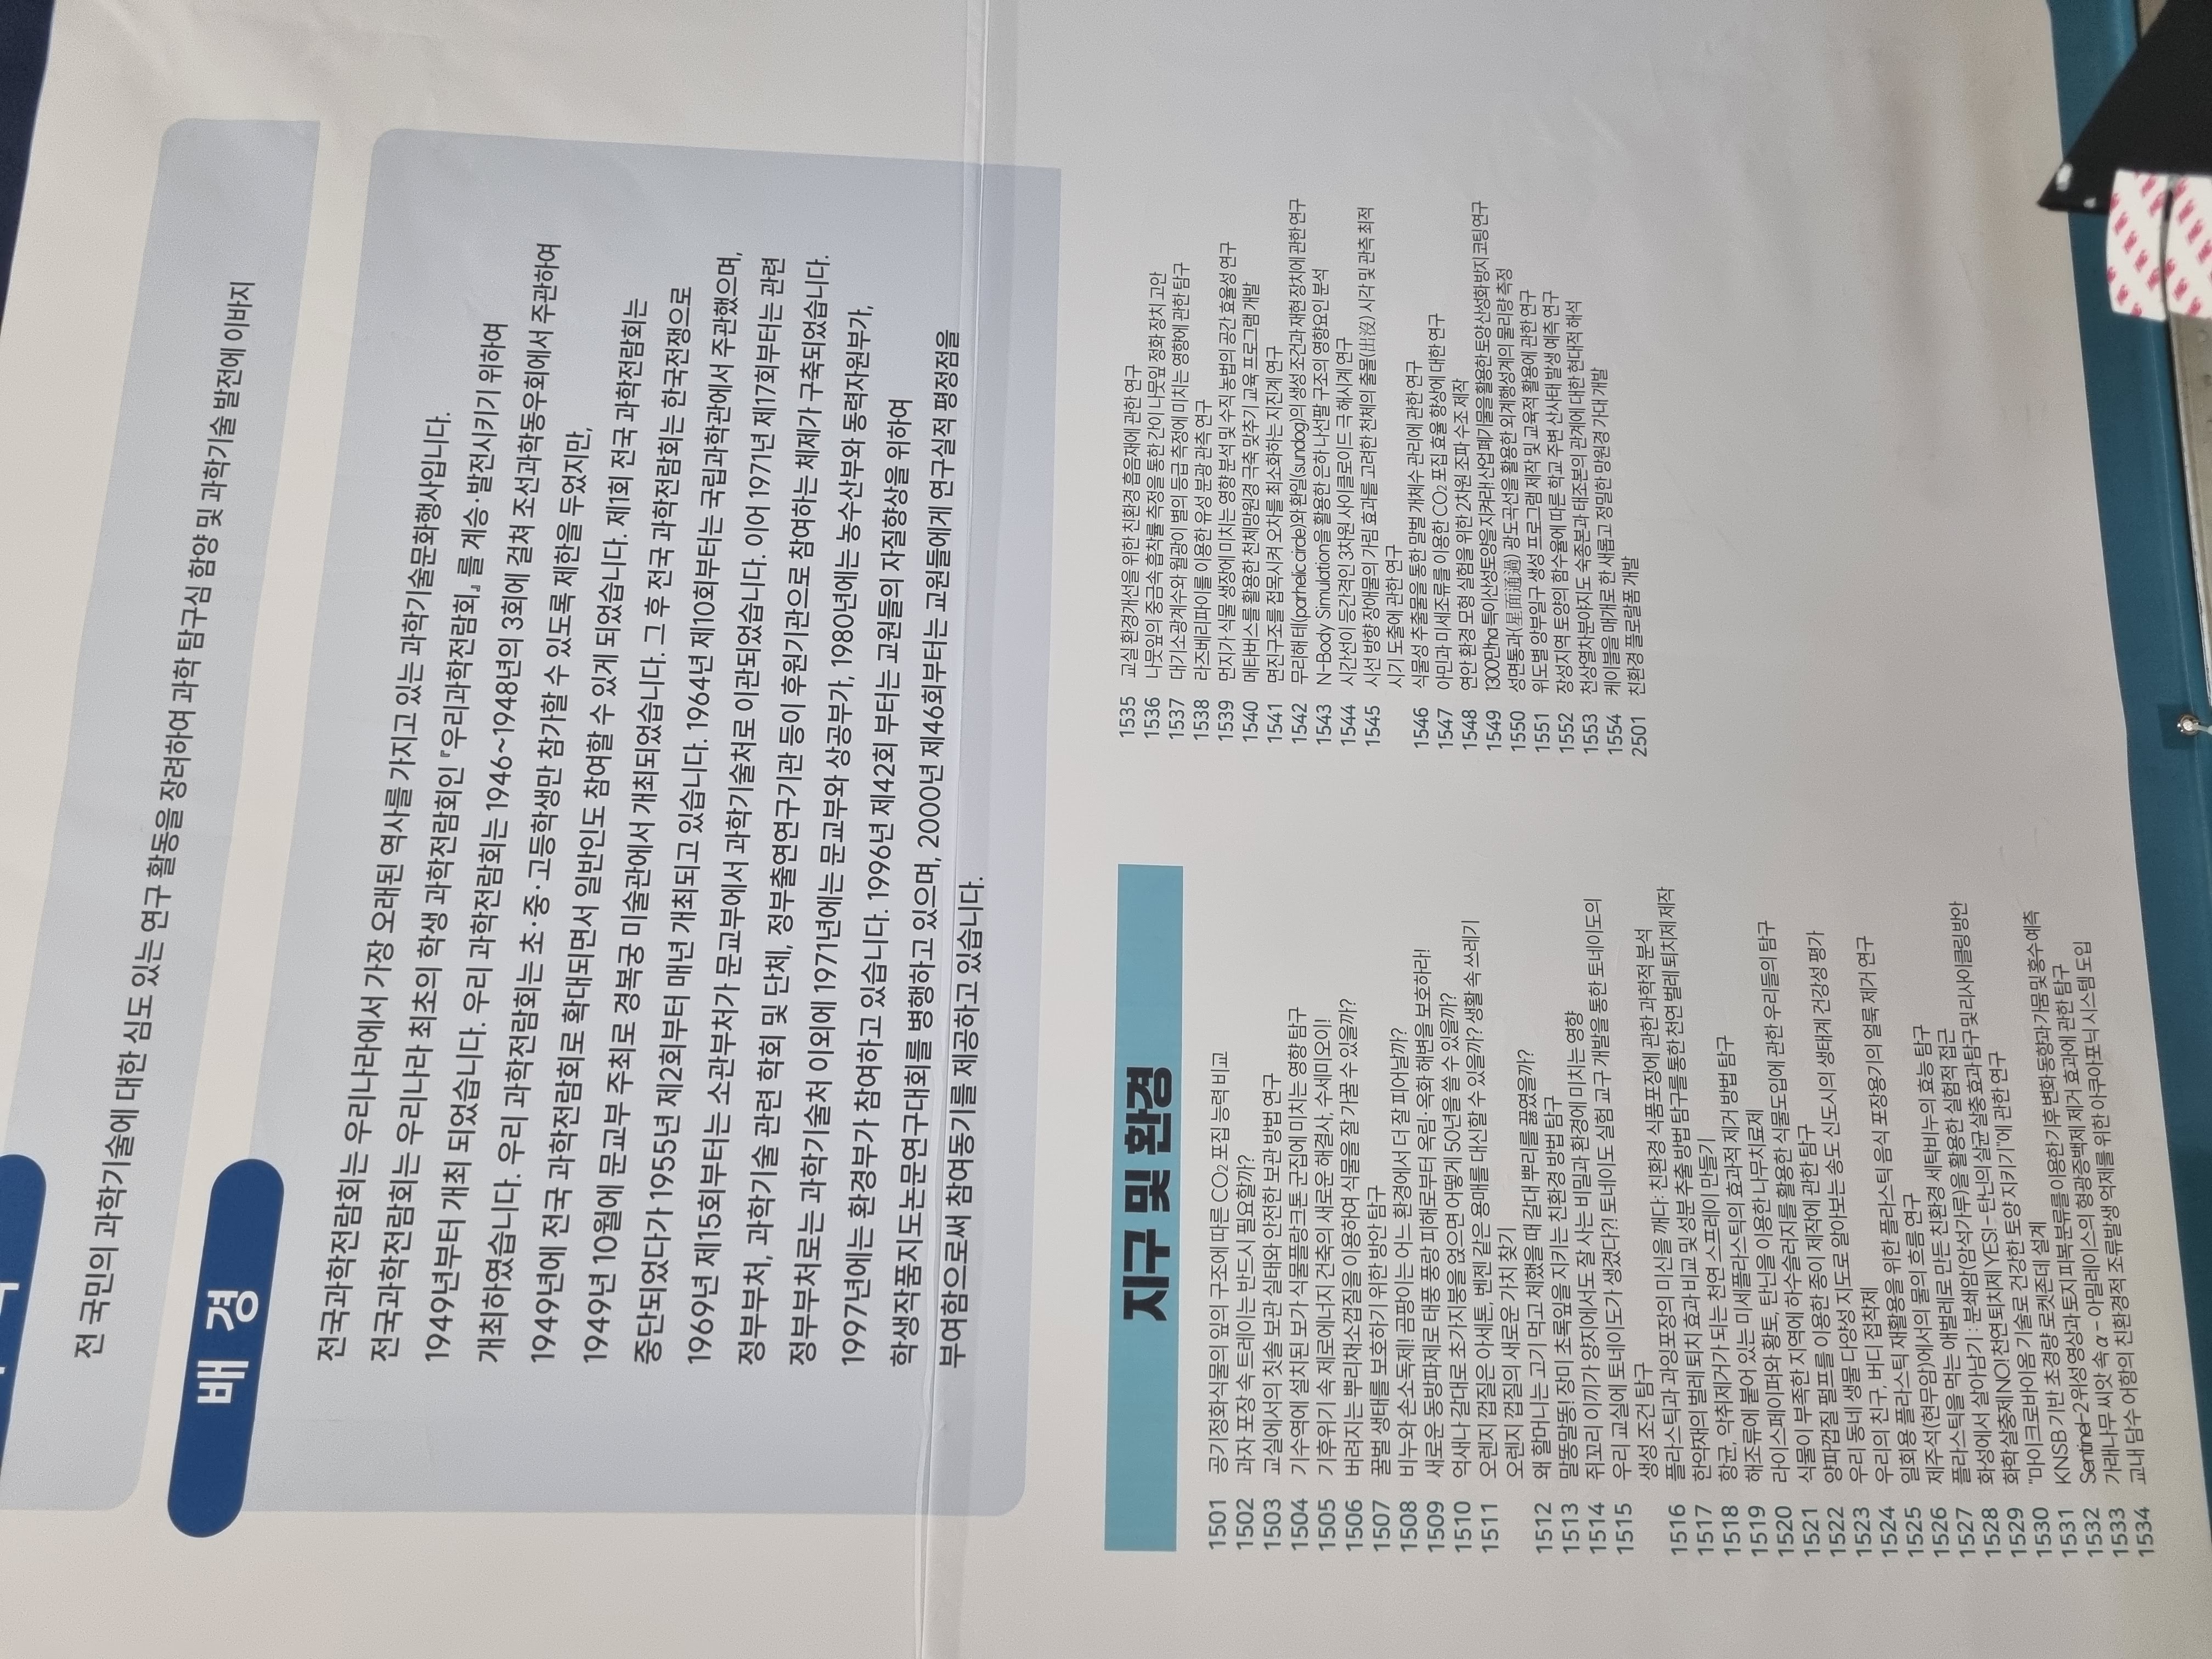 전 국민의 과학기술에 대한 심도 있는 연구 활동을 장려하여 과학 탐구심 함양 및 과학기술 발전에 이바지
배 경
전국과학전람회는 우리나라에서 가장 오래된 역사를 가지고 있는 과학기술문화행사입니다.
전국과학전람회는 우리나라 최초의 학생 과학전람회인 『우리과학전람회』를 계승·발전시키기 위하여
1949년부터 개최 되었습니다. 우리 과학전람회는 1946~1948년의 3회에 걸쳐 조선과학동우회에서 주관하여
개최하였습니다. 우리 과학전람회는 초·중·고등학생만 참가할 수 있도록 제한을 두었지만,
1949년에 전국 과학전람회로 확대되면서 일반인도 참여할 수 있게 되었습니다. 제1회 전국 과학전람회는
1949년 10월에 문교부 주최로 경복궁 미술관에서 개최되었습니다. 그 후 전국 과학전람회는 한국전쟁으로
중단되었다가 1955년 제2회부터 매년 개최되고 있습니다. 1964년 제10회부터는 국립과학관에서 주관했으며,
1969년 제15회부터는 소관부처가 문교부에서 과학기술처로 이관되었습니다. 이어 1971년 제17회부터는 관련
정부부처, 과학기술 관련 학회 및 단체, 정부출연연구기관 등이 후원기관으로 참여하는 체제가 구축되었습니다.
정부부처로는 과학기술처 이외에 1971년에는 문교부와 상공부가, 1980년에는 농수산부와 동력자원부가,
1997년에는 환경부가 참여하고 있습니다. 1996년 제42회 부터는 교원들의 자질향상을 위하여
학생작품지도논문연구대회를 병행하고 있으며, 2000년 제46회부터는 교원들에게 연구실적 평정점을
부여함으로써 참여동기를 제공하고 있습니다.
지구 및 환경
1501 공기정화식물의 잎의 구조에 따른 CO₂ 포집 능력 비교
1502 과자 포장 속 트레이는 반드시 필요할까?
1503 교실에서의 칫솔 보관 실태와 안전한 보관 방법 연구
1504 기수역에 설치된 보가 식물플랑크톤 군집에 미치는 영향 탐구
1505 기후위기 속 제로에너지 건축의 새로운 해결사, 수세미오이!
1506 버려지는 뿌리채소껍질을 이용하여 식물을 잘 가꿀 수 있을까?
1507 꿀벌 생태를 보호하기 위한 방안 탐구
1508 비누와 손소독제! 곰팡이는 어느 환경에서 더 잘 피어날까?
1509 새로운 동방파제로 태풍 풍랑 피해로부터 옥림·옥화 해변을 보호하라!
1510 억새나 갈대로 초가지붕을 얹으면 어떻게 50년을 쓸 수 있을까?
1511 오렌지 껍질은 아세톤, 벤젠 같은 용매를 대신할 수 있을까? 생활 속 쓰레기
오렌지 껍질의 새로운 가치 찾기
1512 왜 할머니는 고기 먹고 체했을 때 갈대 뿌리를 끓였을까?
1513 말똥말똥! 장미 초록잎을 지키는 친환경 방법 탐구
1514 쥐꼬리 이끼가 양지에서도 잘 사는 비밀과 환경에 미치는 영향
1515 우리 교실에 토네이도가 생겼다?! 토네이도 실험 교구 개발을 통한 토네이도의
생성 조건 탐구
1516 플라스틱과 과잉포장의 미신을 깨다: 친환경 식품포장에 관한 과학적 분석
1517 한약재의 벌레 퇴치 효과 비교 및 성분 추출 방법 탐구를 통한 천연 벌레 퇴치제 제작
1518 항균, 악취제거가 되는 천연 스프레이 만들기
1519 해조류에 붙어 있는 미세플라스틱의 효과적 제거 방법 탐구
1520 라이스페이퍼와 황토, 탄닌을 이용한 나무치료제
1521 식물이 부족한 지역에 하수슬러지를 활용한 식물도입에 관한 우리들의 탐구
1522 양파껍질 펄프를 이용한 종이 제작에 관한 탐구
1523 우리 동네 생물 다양성 지도로 알아보는 송도 신도시의 생태계 건강성 평가
1524 우리의 친구, 버디 접착제
1525 일회용 플라스틱 재활용을 위한 플라스틱 음식 포장용기의 얼룩 제거 연구
1526 제주석(현무암)에서의 물의 흐름 연구
1527 플라스틱을 먹는 애벌레로 만든 친환경 세탁비누의 효능 탐구
1528 화성에서 살아남기 : 분쇄암(암석가루)을 활용한 실험적 접근
1529 화학 살충제 NO! 천연 퇴치제 YES! - 탄닌의 살균 살충 효과 탐구 및 리사이클링 방안
1530 "마이크로바이옴 기술로 건강한 토양 지키기"에 관한 연구
1531 KNSB 기반 초경량 로켓존데 설계
1532 Sentinel-2 위성 영상과 토지 피복 분류를 이용한 기후 변화 동향과 가뭄 및 홍수 예측
1533 가래나무 씨앗 속 α - 아밀레이스의 형광증백제 제거 효과에 관한 탐구
1534 교내 담수 어항의 친환경적 조류발생 억제를 위한 아쿠아포닉 시스템 도입
1535 교실 환경개선을 위한 친환경 흡음재에 관한 연구
1536 나뭇잎의 중금속 흡착률 측정을 통한 간이 나뭇잎 정화 장치 고안
1537 대기소광계수와 월광이 별의 등급 측정에 미치는 영향에 관한 탐구
1538 라즈베리파이를 이용한 유성 분광 관측 연구
1539 먼지가 식물 생장에 미치는 영향 분석 및 수직 농법의 공간 효율성 연구
1540 메타버스를 활용한 천체망원경 극축 맞추기 교육 프로그램 개발
1541 면진구조를 접목시켜 오차를 최소화하는 지진계 연구
1542 무리해 테(parhelic circle)와 환일(sundog)의 생성 조건과 재현 장치에 관한 연구
1543 N-Body Simulation을 활용한 은하 나선팔 구조의 영향요인 분석
1544 시간선이 등간격인 3차원 사이클로이드 극 해시계 연구
1545 시선 방향 장애물의 가림 효과를 고려한 천체의 출몰(出沒) 시각 및 관측 최적
시기 도출에 관한 연구
1546 식물성 추출물을 통한 말벌 개체수 관리에 관한 연구
1547 아민과 미세조류를 이용한 CO₂ 포집 효율 향상에 대한 연구
1548 연안 환경 모형 실험을 위한 2차원 조파 수조 제작
1549 1300만ha 특이산성토양을 지켜라! 산업 폐기물을 활용한 토양 산성화 방지 코팅 연구
1550 성면통과(星面通過) 광도곡선을 활용한 외계행성계의 물리량 측정
1551 위도별 앙부일구 생성 프로그램 제작 및 교육적 활용에 관한 연구
1552 장성지역 토양의 함수율에 따른 학교 주변 산사태 발생 예측 연구
1553 천상열차분야지도 숙종본과 태조본의 관계에 대한 현대적 해석
1554 케이블을 매개로 한 새롭고 정밀한 망원경 가대 개발
2501 친환경 플로랄폼 개발